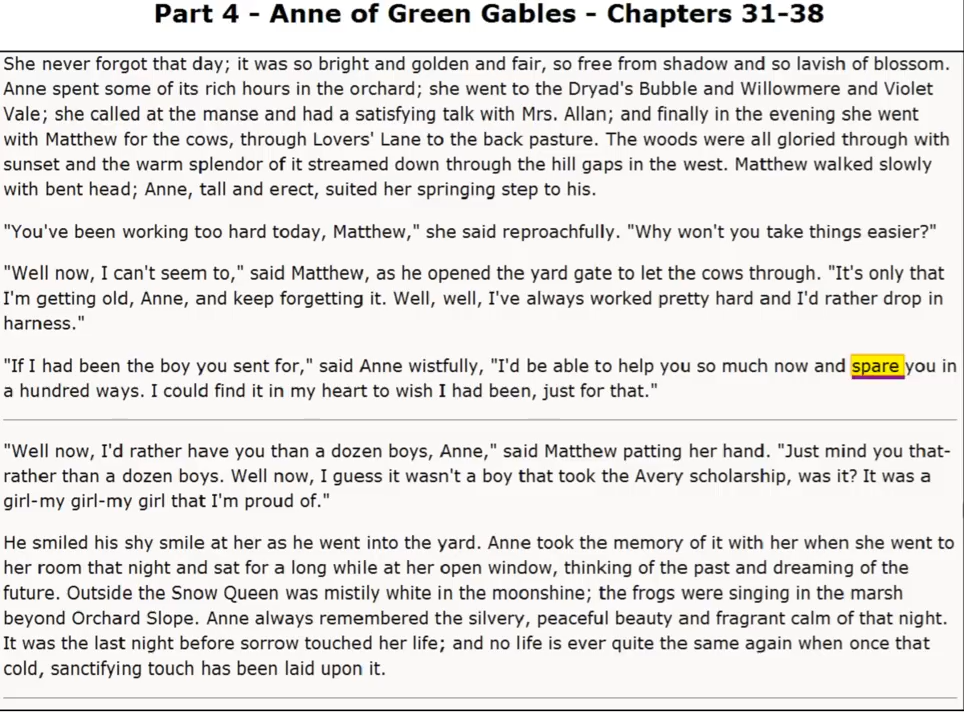 Part 4 - Anne of Green Gables - Chapters 31-38
She never forgot that day; it was so bright and golden and fair, so free from shadow and so lavish of blossom.
Anne spent some of its rich hours in the orchard; she went to the Dryad's Bubble and Willowmere and Violet
Vale; she called at the manse and had a satisfying talk with Mrs. Allan; and finally in the evening she went
with Matthew for the cows, through Lovers' Lane to the back pasture. The woods were all gloried through with
sunset and the warm splendor of it streamed down through the hill gaps in the west. Matthew walked slowly
with bent head; Anne, tall and erect, suited her springing step to his.
"You've been working too hard today, Matthew," she said reproachfully. "Why won't you take things easier?"
"Well now, I can't seem to," said Matthew, as he opened the yard gate to let the cows through. "It's only that
I'm getting old, Anne, and keep forgetting it. Well, well, I've always worked pretty hard and I'd rather drop in
harness."
"If I had been the boy you sent for," said Anne wistfully, "I'd be able to help you so much now and spare you in
a hundred ways. I could find it in my heart to wish I had been, just for that."
"Well now, I'd rather have you than a dozen boys, Anne," said Matthew patting her hand. "Just mind you that-
rather than a dozen boys. Well now, I guess it wasn't a boy that took the Avery scholarship, was it? It was a
girl-my girl-my girl that I'm proud of."
He smiled his shy smile at her as he went into the yard. Anne took the memory of it with her when she went to
her room that night and sat for a long while at her open window, thinking of the past and dreaming of the
future. Outside the Snow Queen was mistily white in the moonshine; the frogs were singing in the marsh
beyond Orchard Slope. Anne always remembered the silvery, peaceful beauty and fragrant calm of that night.
It was the last night before sorrow touched her life; and no life is ever quite the same again when once that
cold, sanctifying touch has been laid upon it.